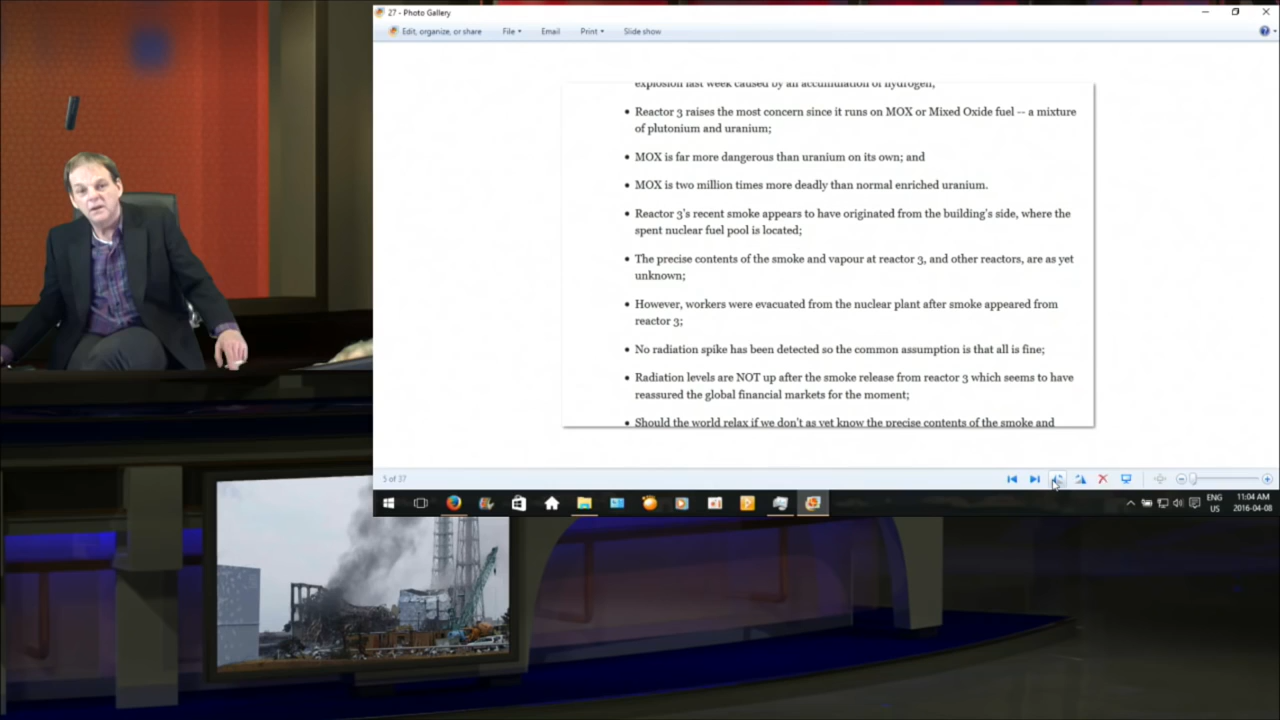 27 - Photo Gallery
Edit, organize, or share File Email Print Slide show
explosion last week caused by an accumulation of hydrogen;
• Reactor 3 raises the most concern since it runs on MOX or Mixed Oxide fuel -- a mixture
of plutonium and uranium;
• MOX is far more dangerous than uranium on its own; and
• MOX is two million times more deadly than normal enriched uranium.
• Reactor 3's recent smoke appears to have originated from the building's side, where the
spent nuclear fuel pool is located;
• The precise contents of the smoke and vapour at reactor 3, and other reactors, are as yet
unknown;
• However, workers were evacuated from the nuclear plant after smoke appeared from
reactor 3;
• No radiation spike has been detected so the common assumption is that all is fine;
• Radiation levels are NOT up after the smoke release from reactor 3 which seems to have
reassured the global financial markets for the moment;
• Should the world relax if we don't as yet know the precise contents of the smoke and
5 of 37
ENG 11:04 AM
US 2016-04-08